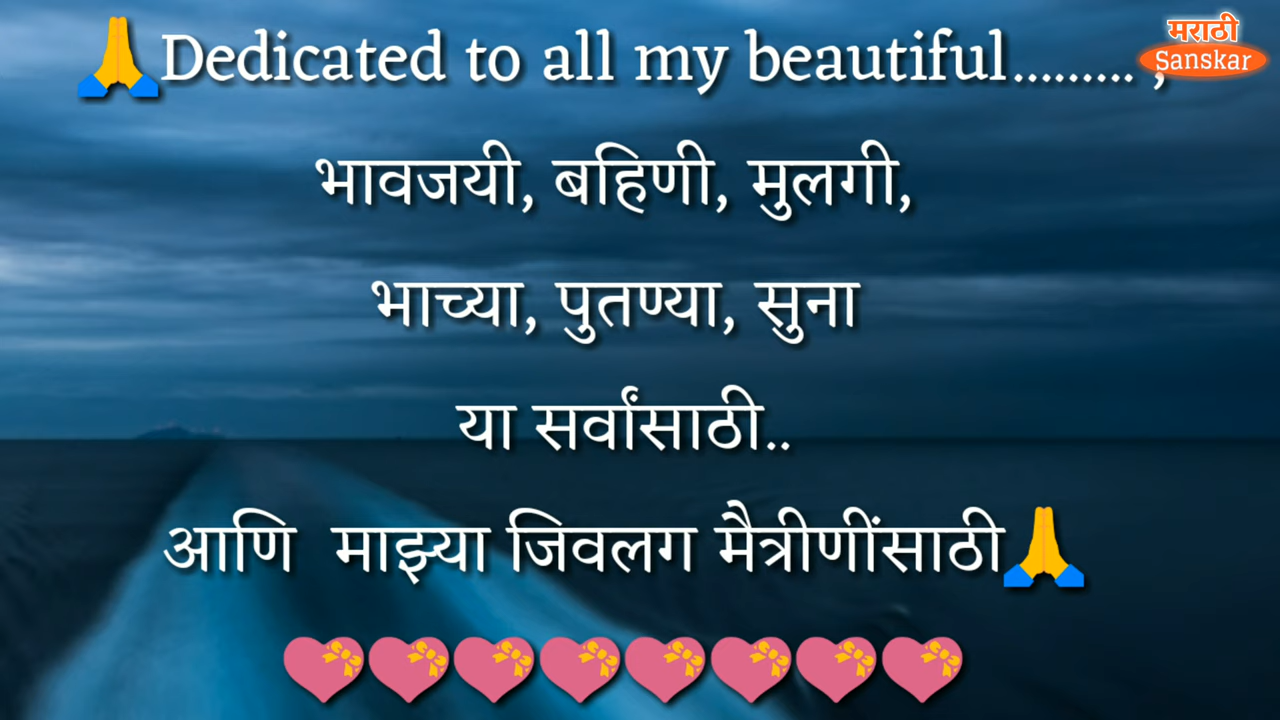 🙏Dedicated to all my beautiful......... ,
मराठी
Sanskar
भावजयी, बहिणी, मुलगी,
भाच्या, पुतण्या, सुना
या सर्वांसाठी..
आणि माझ्या जिवलग मैत्रीणींसाठी🙏
💝💝💝💝💝💝💝💝